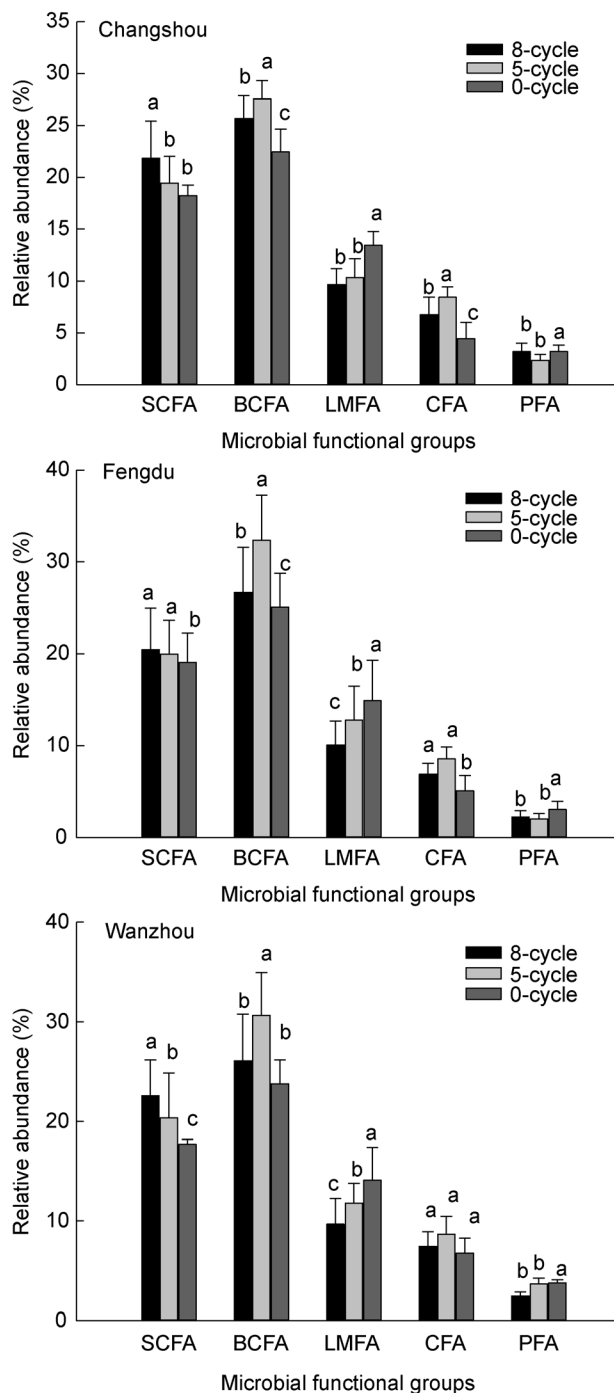 Changshou
8-cycle
5-cycle
0-cycle
Relative abundance (%)
35
30
25
20
15
10
5
0
a b b
b a c
b b a
b a c
b b a
SCFA BCFA LMFA CFA PFA
Microbial functional groups
Fengdu
8-cycle
5-cycle
0-cycle
Relative abundance (%)
40
30
20
10
0
a a b
b a c
c b a
a a b
b b a
SCFA BCFA LMFA CFA PFA
Microbial functional groups
Wanzhou
8-cycle
5-cycle
0-cycle
Relative abundance (%)
40
30
20
10
0
a b c
b a b
c b a
a a a
b b a
SCFA BCFA LMFA CFA PFA
Microbial functional groups